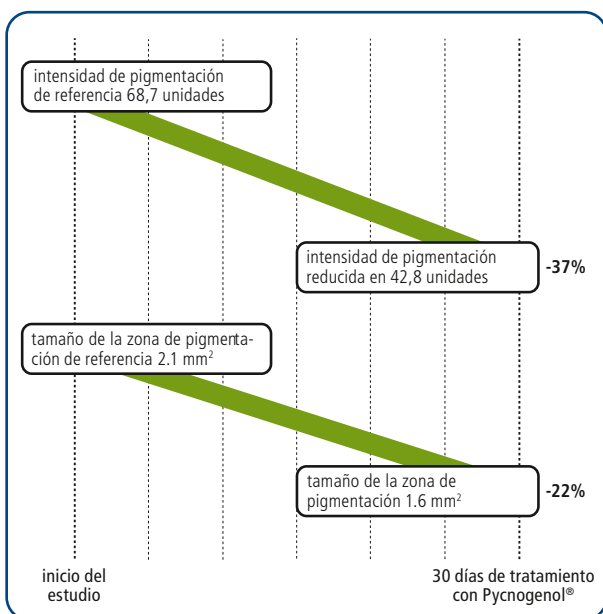 intensidad de pigmentación
de referencia 68,7 unidades
intensidad de pigmentación
reducida en 42,8 unidades
-37%
tamaño de la zona de pigmenta-
ción de referencia 2.1 mm²
tamaño de la zona de
pigmentación 1.6 mm²
-22%
inicio del
estudio
30 días de tratamiento
con Pycnogenol®